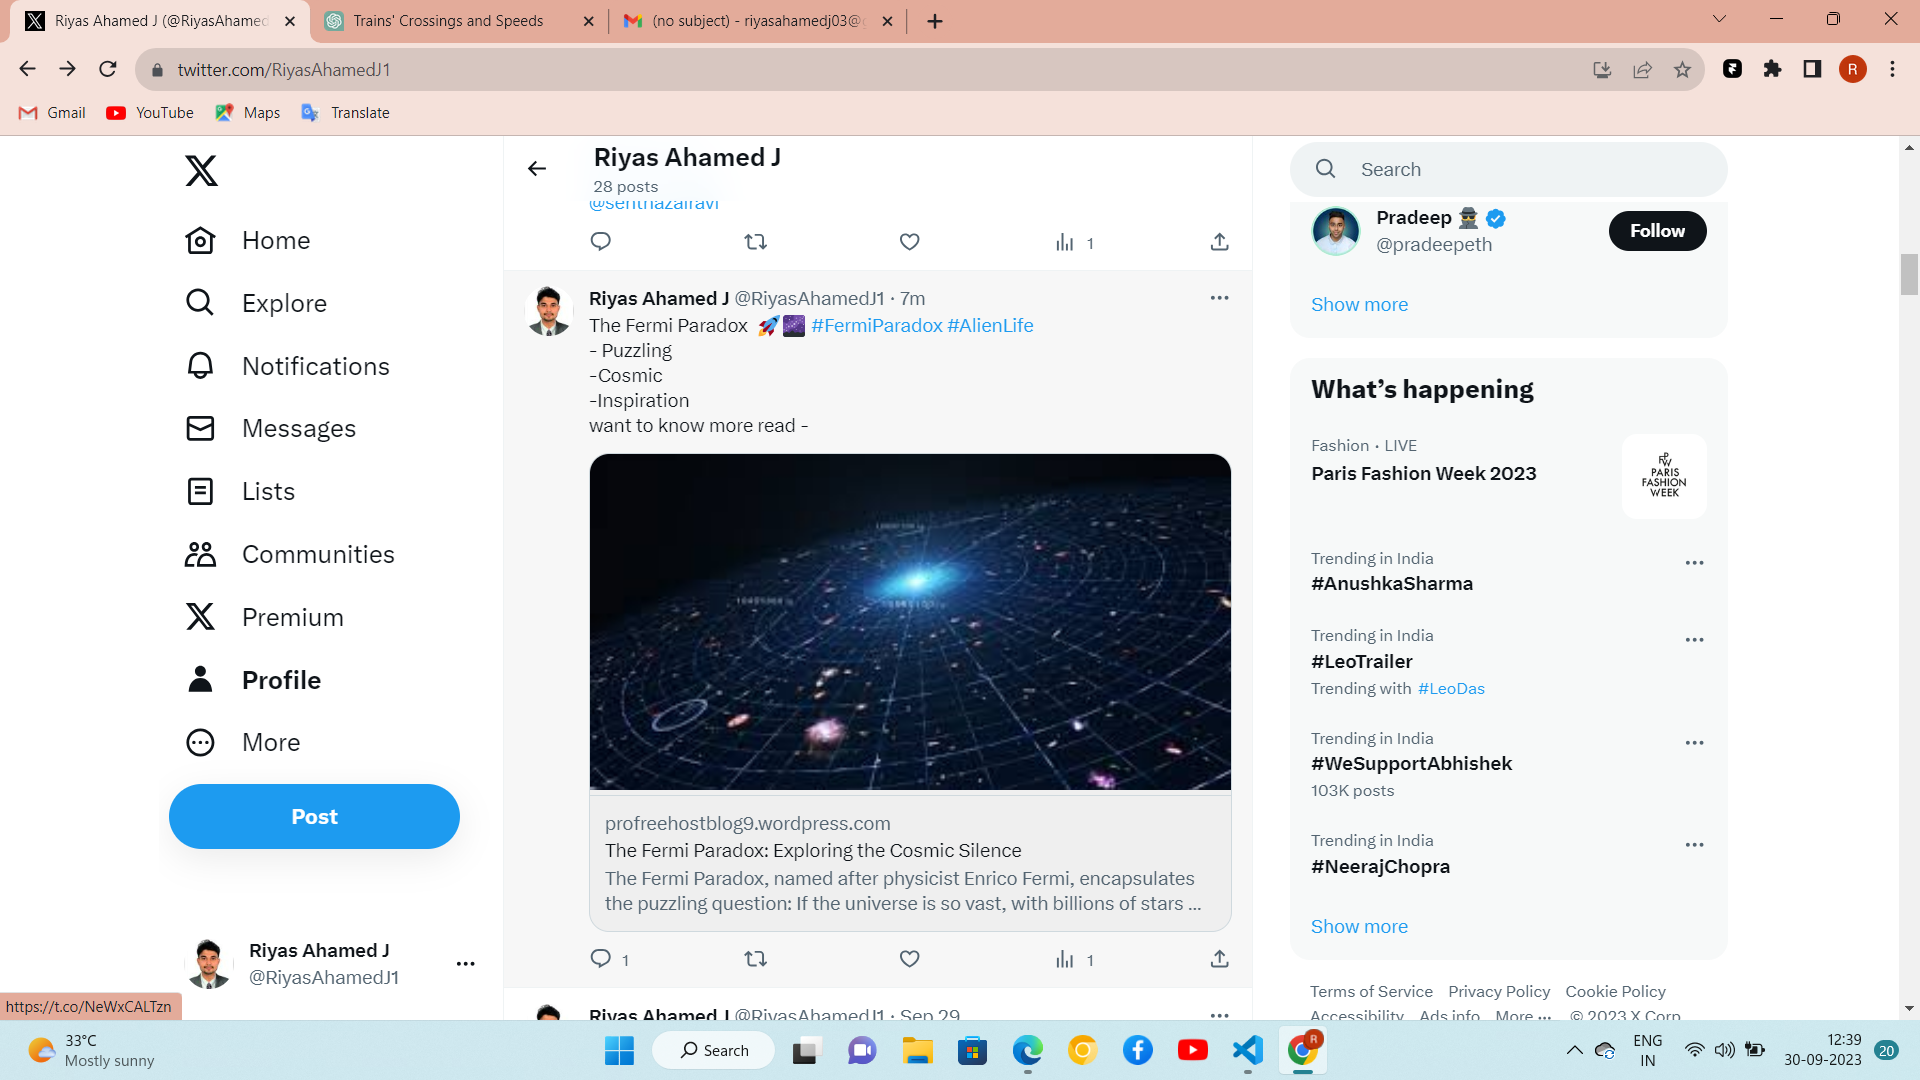 Riyas Ahamed J (@RiyasAhamed
Trains' Crossings and Speeds
(no subject) - riyasahamedj03@
twitter.com/RiyasAhamedJ1
R
Gmail
YouTube
Maps
Translate
Home
Explore
Notifications
Messages
Lists
Communities
Premium
Profile
More
Post
Riyas Ahamed J
@RiyasAhamedJ1
https://t.co/NeWxCALTzn
Riyas Ahamed J
28 posts
1
Riyas Ahamed J @RiyasAhamedJ1 · 7m
The Fermi Paradox 🚀🌌 #FermiParadox #AlienLife
- Puzzling
-Cosmic
-Inspiration
want to know more read -
profreehostblog9.wordpress.com
The Fermi Paradox: Exploring the Cosmic Silence
The Fermi Paradox, named after physicist Enrico Fermi, encapsulates
the puzzling question: If the universe is so vast, with billions of stars ...
1
1
Riyas Ahamed J @RiyasAhamedJ1 · Sep 29
Search
Pradeep 🕵
@pradeepeth
Follow
Show more
What's happening
Fashion · LIVE
Paris Fashion Week 2023
PARIS
FASHION
WEEK
Trending in India
#AnushkaSharma
Trending in India
#LeoTrailer
Trending with #LeoDas
Trending in India
#WeSupportAbhishek
103K posts
Trending in India
#NeerajChopra
Show more
Terms of Service Privacy Policy Cookie Policy
Accessibility Ads info More ... © 2023 X Corp.
33°C
Mostly sunny
Search
R
ENG
IN
12:39
30-09-2023
20